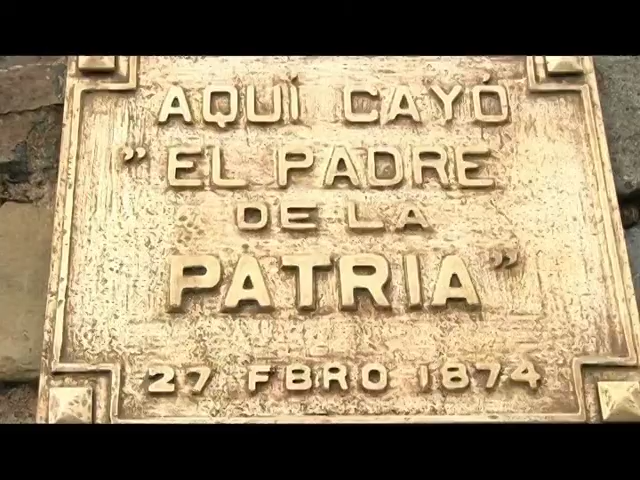 AQUÍ CAYÓ
"EL PADRE
DE LA
PATRIA"
27 FBRO 1874